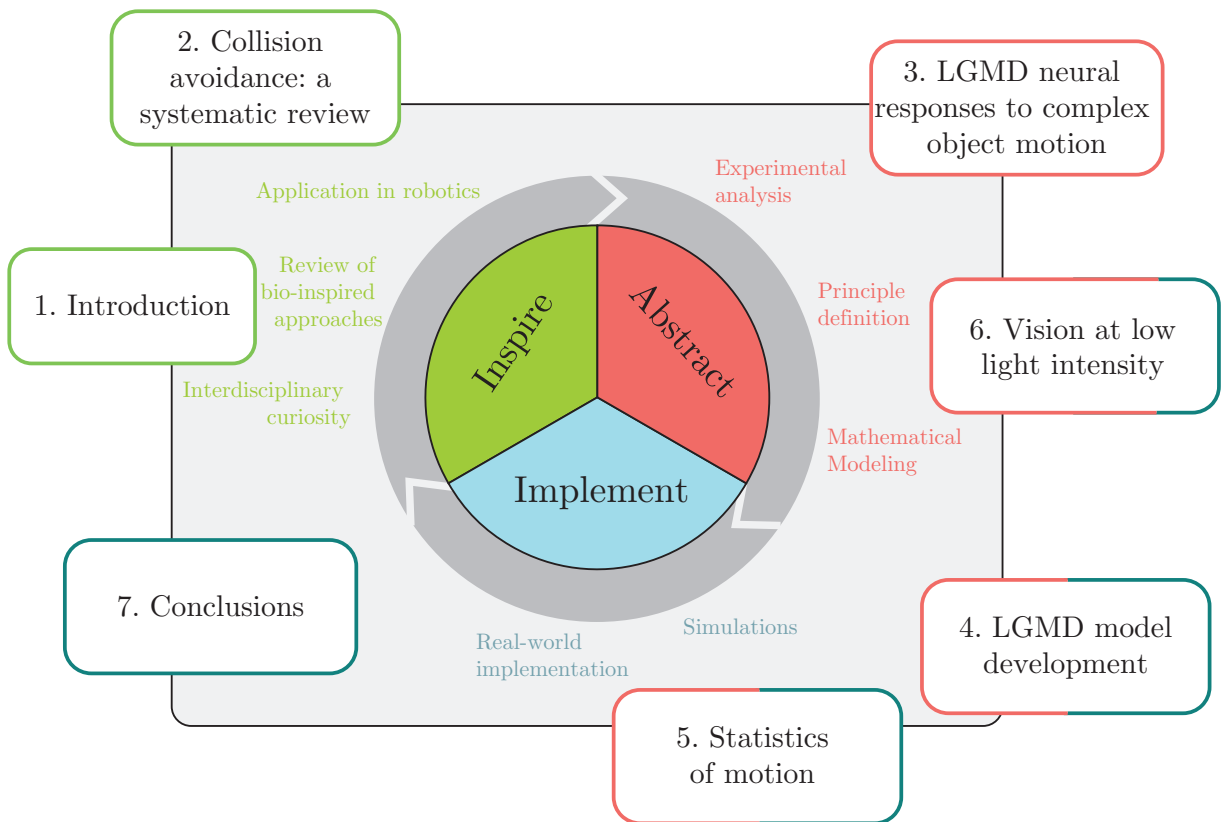 2. Collision
avoidance: a
systematic review
3. LGMD neural
responses to complex
object motion
Application in robotics
Experimental
analysis
1. Introduction
Review of
bio-inspired
approaches
Interdisciplinary
curiosity
Inspire
Abstract
Implement
Principle
definition
6. Vision at low
light intensity
Mathematical
Modeling
7. Conclusions
Real-world
implementation
Simulations
4. LGMD model
development
5. Statistics
of motion